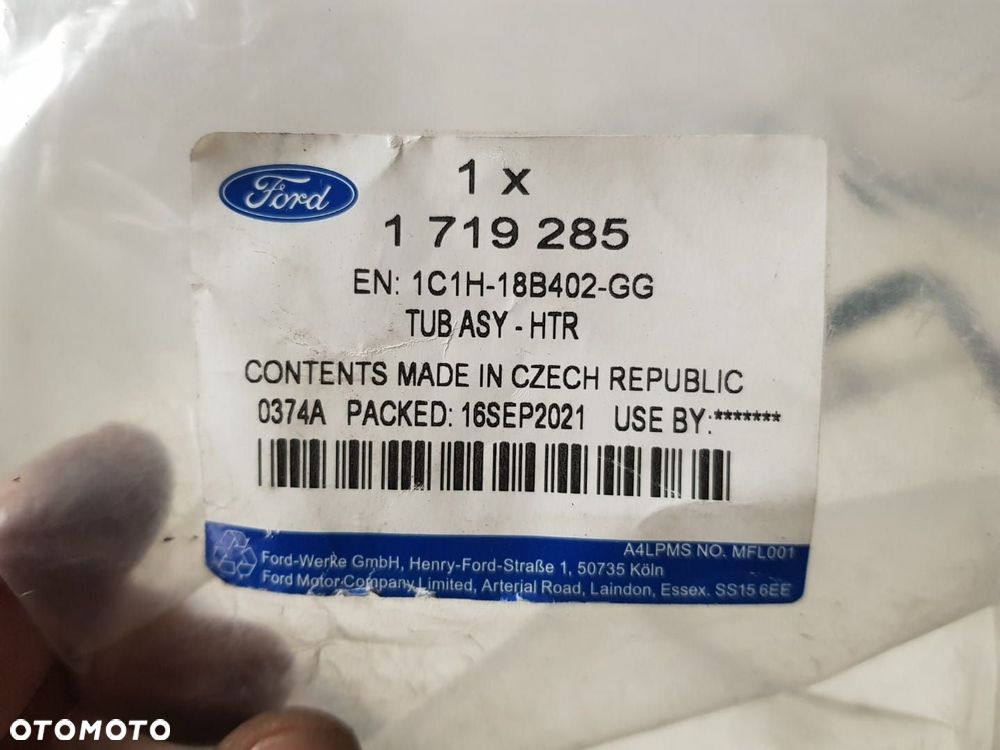 Ford
1 x
1 719 285
EN: 1C1H-18B402-GG
TUB ASY - HTR
CONTENTS MADE IN CZECH REPUBLIC
0374A PACKED: 16SEP2021 USE BY:*******
A4LPMS NO. MFL001
Ford-Werke GmbH, Henry-Ford-Straße 1, 50735 Köln
Ford Motor Company Limited, Arterial Road, Laindon, Essex. SS15 6EE
OTOMOTO